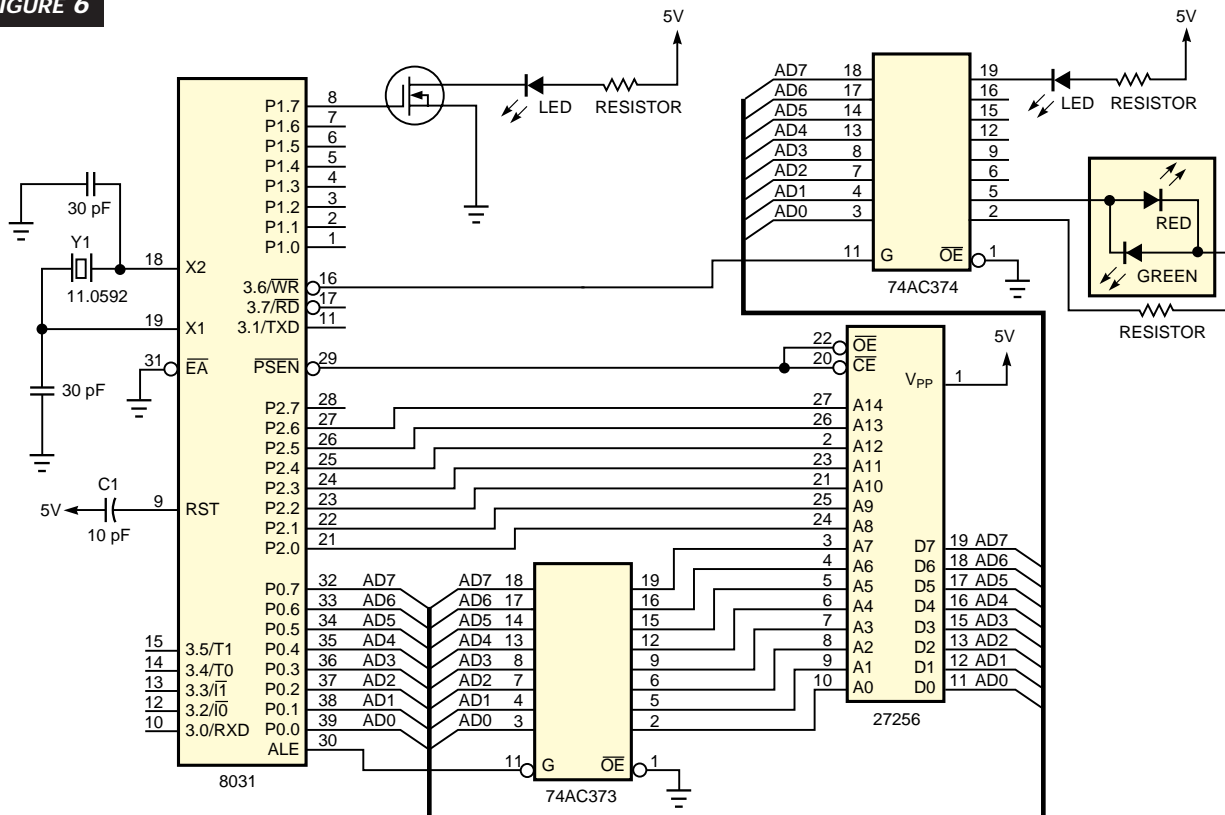 FIGURE 6
5V
LED
RESISTOR
8
P1.7
7
P1.6
6
P1.5
5
P1.4
4
P1.3
3
P1.2
2
P1.1
1
P1.0
30 pF
Y1
11.0592
18
X2
19
X1
31
EA
30 pF
16
3.6/WR
17
3.7/RD
11
3.1/TXD
29
PSEN
28
P2.7
27
P2.6
26
P2.5
25
P2.4
24
P2.3
23
P2.2
22
P2.1
21
P2.0
C1
5V
10 pF
9
RST
P0.7 32 AD7
P0.6 33 AD6
P0.5 34 AD5
P0.4 35 AD4
P0.3 36 AD3
P0.2 37 AD2
P0.1 38 AD1
P0.0 39 AD0
ALE 30
15 3.5/T1
14 3.4/T0
13 3.3/I1
12 3.2/I0
10 3.0/RXD
8031
AD7 18
AD6 17
AD5 14
AD4 13
AD3 8
AD2 7
AD1 4
AD0 3
11 G
OE 1
19
16
15
12
9
6
5
2
74AC373
5V
AD7 18
AD6 17
AD5 14
AD4 13
AD3 8
AD2 7
AD1 4
AD0 3
11 G
OE 1
19
16
15
12
9
6
5
2
74AC374
LED
RESISTOR
RED
GREEN
RESISTOR
22 OE
20 CE
5V
VPP 1
27 A14
26 A13
2 A12
23 A11
21 A10
25 A9
24 A8
3 A7
4 A6
5 A5
6 A4
7 A3
8 A2
9 A1
10 A0
D7 19 AD7
D6 18 AD6
D5 17 AD5
D4 16 AD4
D3 15 AD3
D2 13 AD2
D1 12 AD1
D0 11 AD0
27256